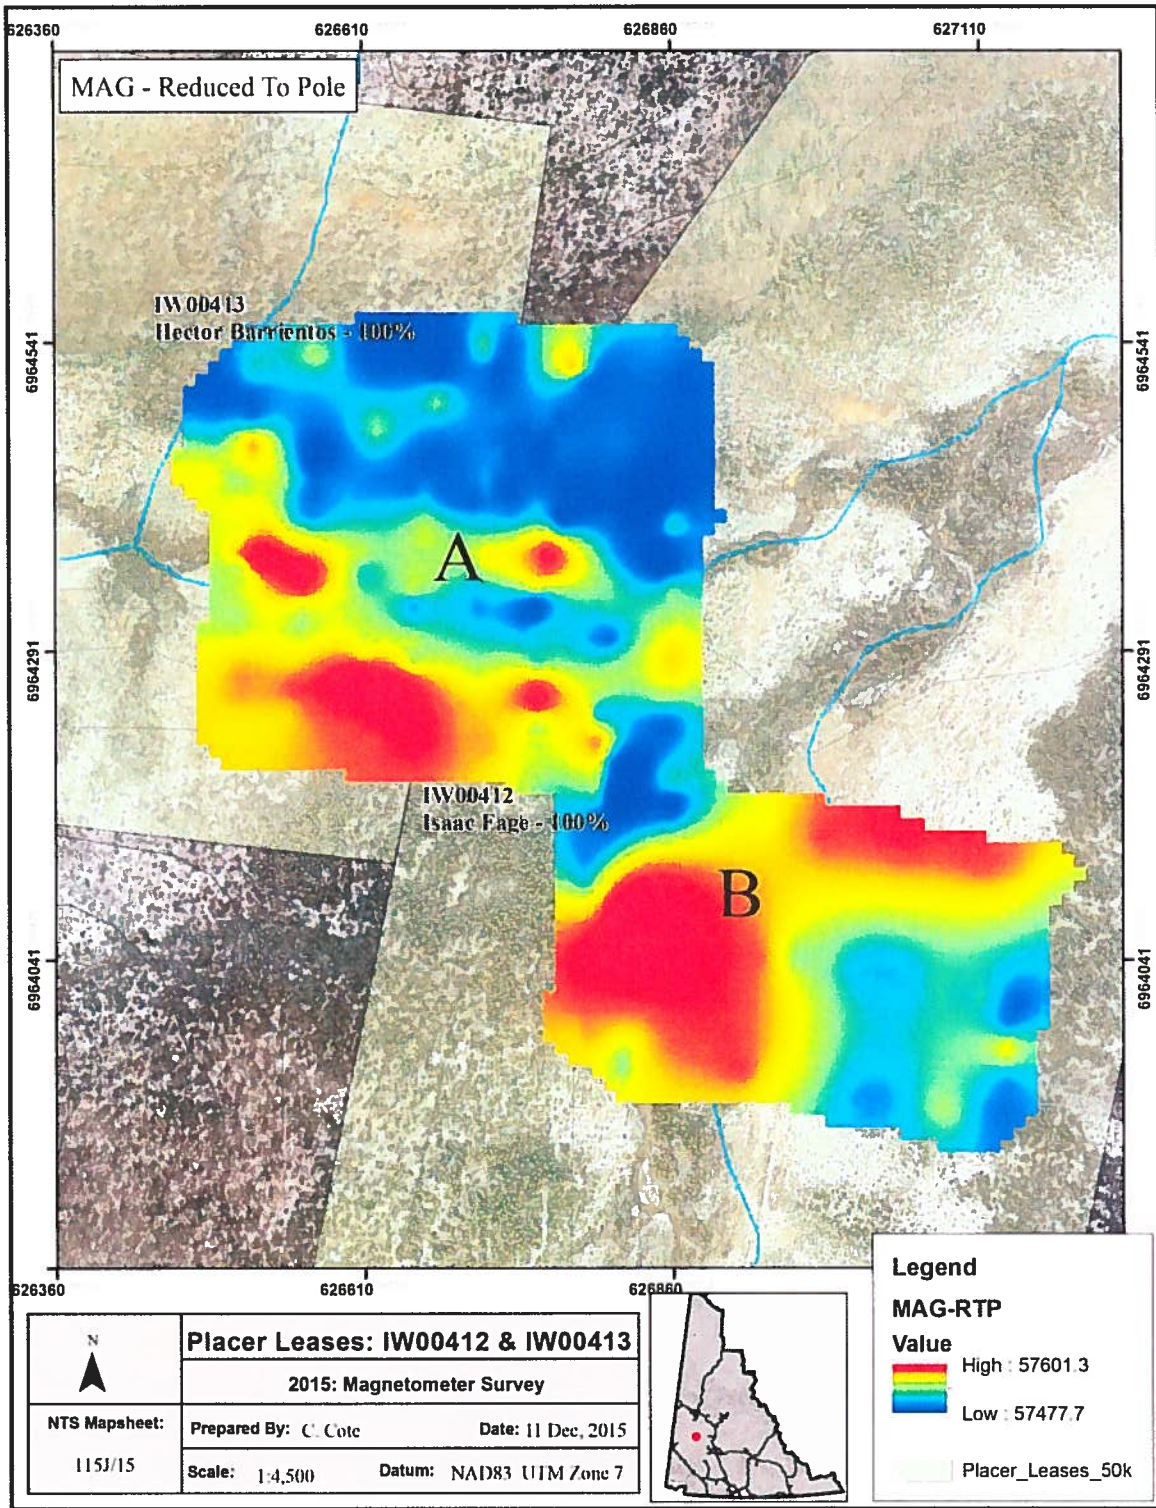 626360 626610 626880 627110
MAG - Reduced To Pole
IW00413
Hector Barrientos - 100%
6964541 6964541
A
6964291 6964291
IW00412
Isaac Fage - 100%
B
6964041 6964041
626360 626610 626860
Legend
MAG-RTP
Value
High : 57601.3
Low : 57477.7
Placer_Leases_50k
N
Placer Leases: IW00412 & IW00413
2015: Magnetometer Survey
NTS Mapsheet:
115J/15
Prepared By: C. Cote Date: 11 Dec, 2015
Scale: 1:4,500 Datum: NAD83 UTM Zone 7